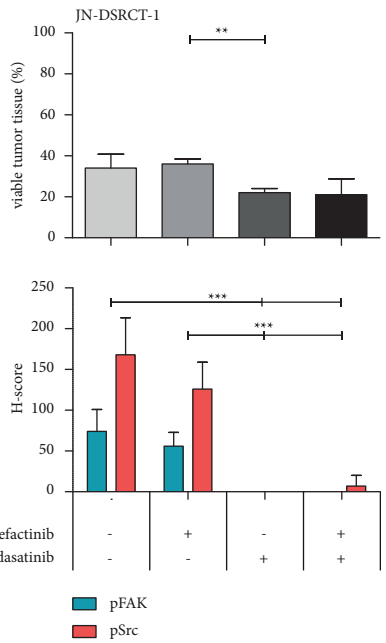 JN-DSRCT-1
100
80
60
40
20
0
viable tumor tissue (%)
**
250
200
150
100
50
0
H-score
***
***
efactinib - + - +
dasatinib - - + +
pFAK
pSrc